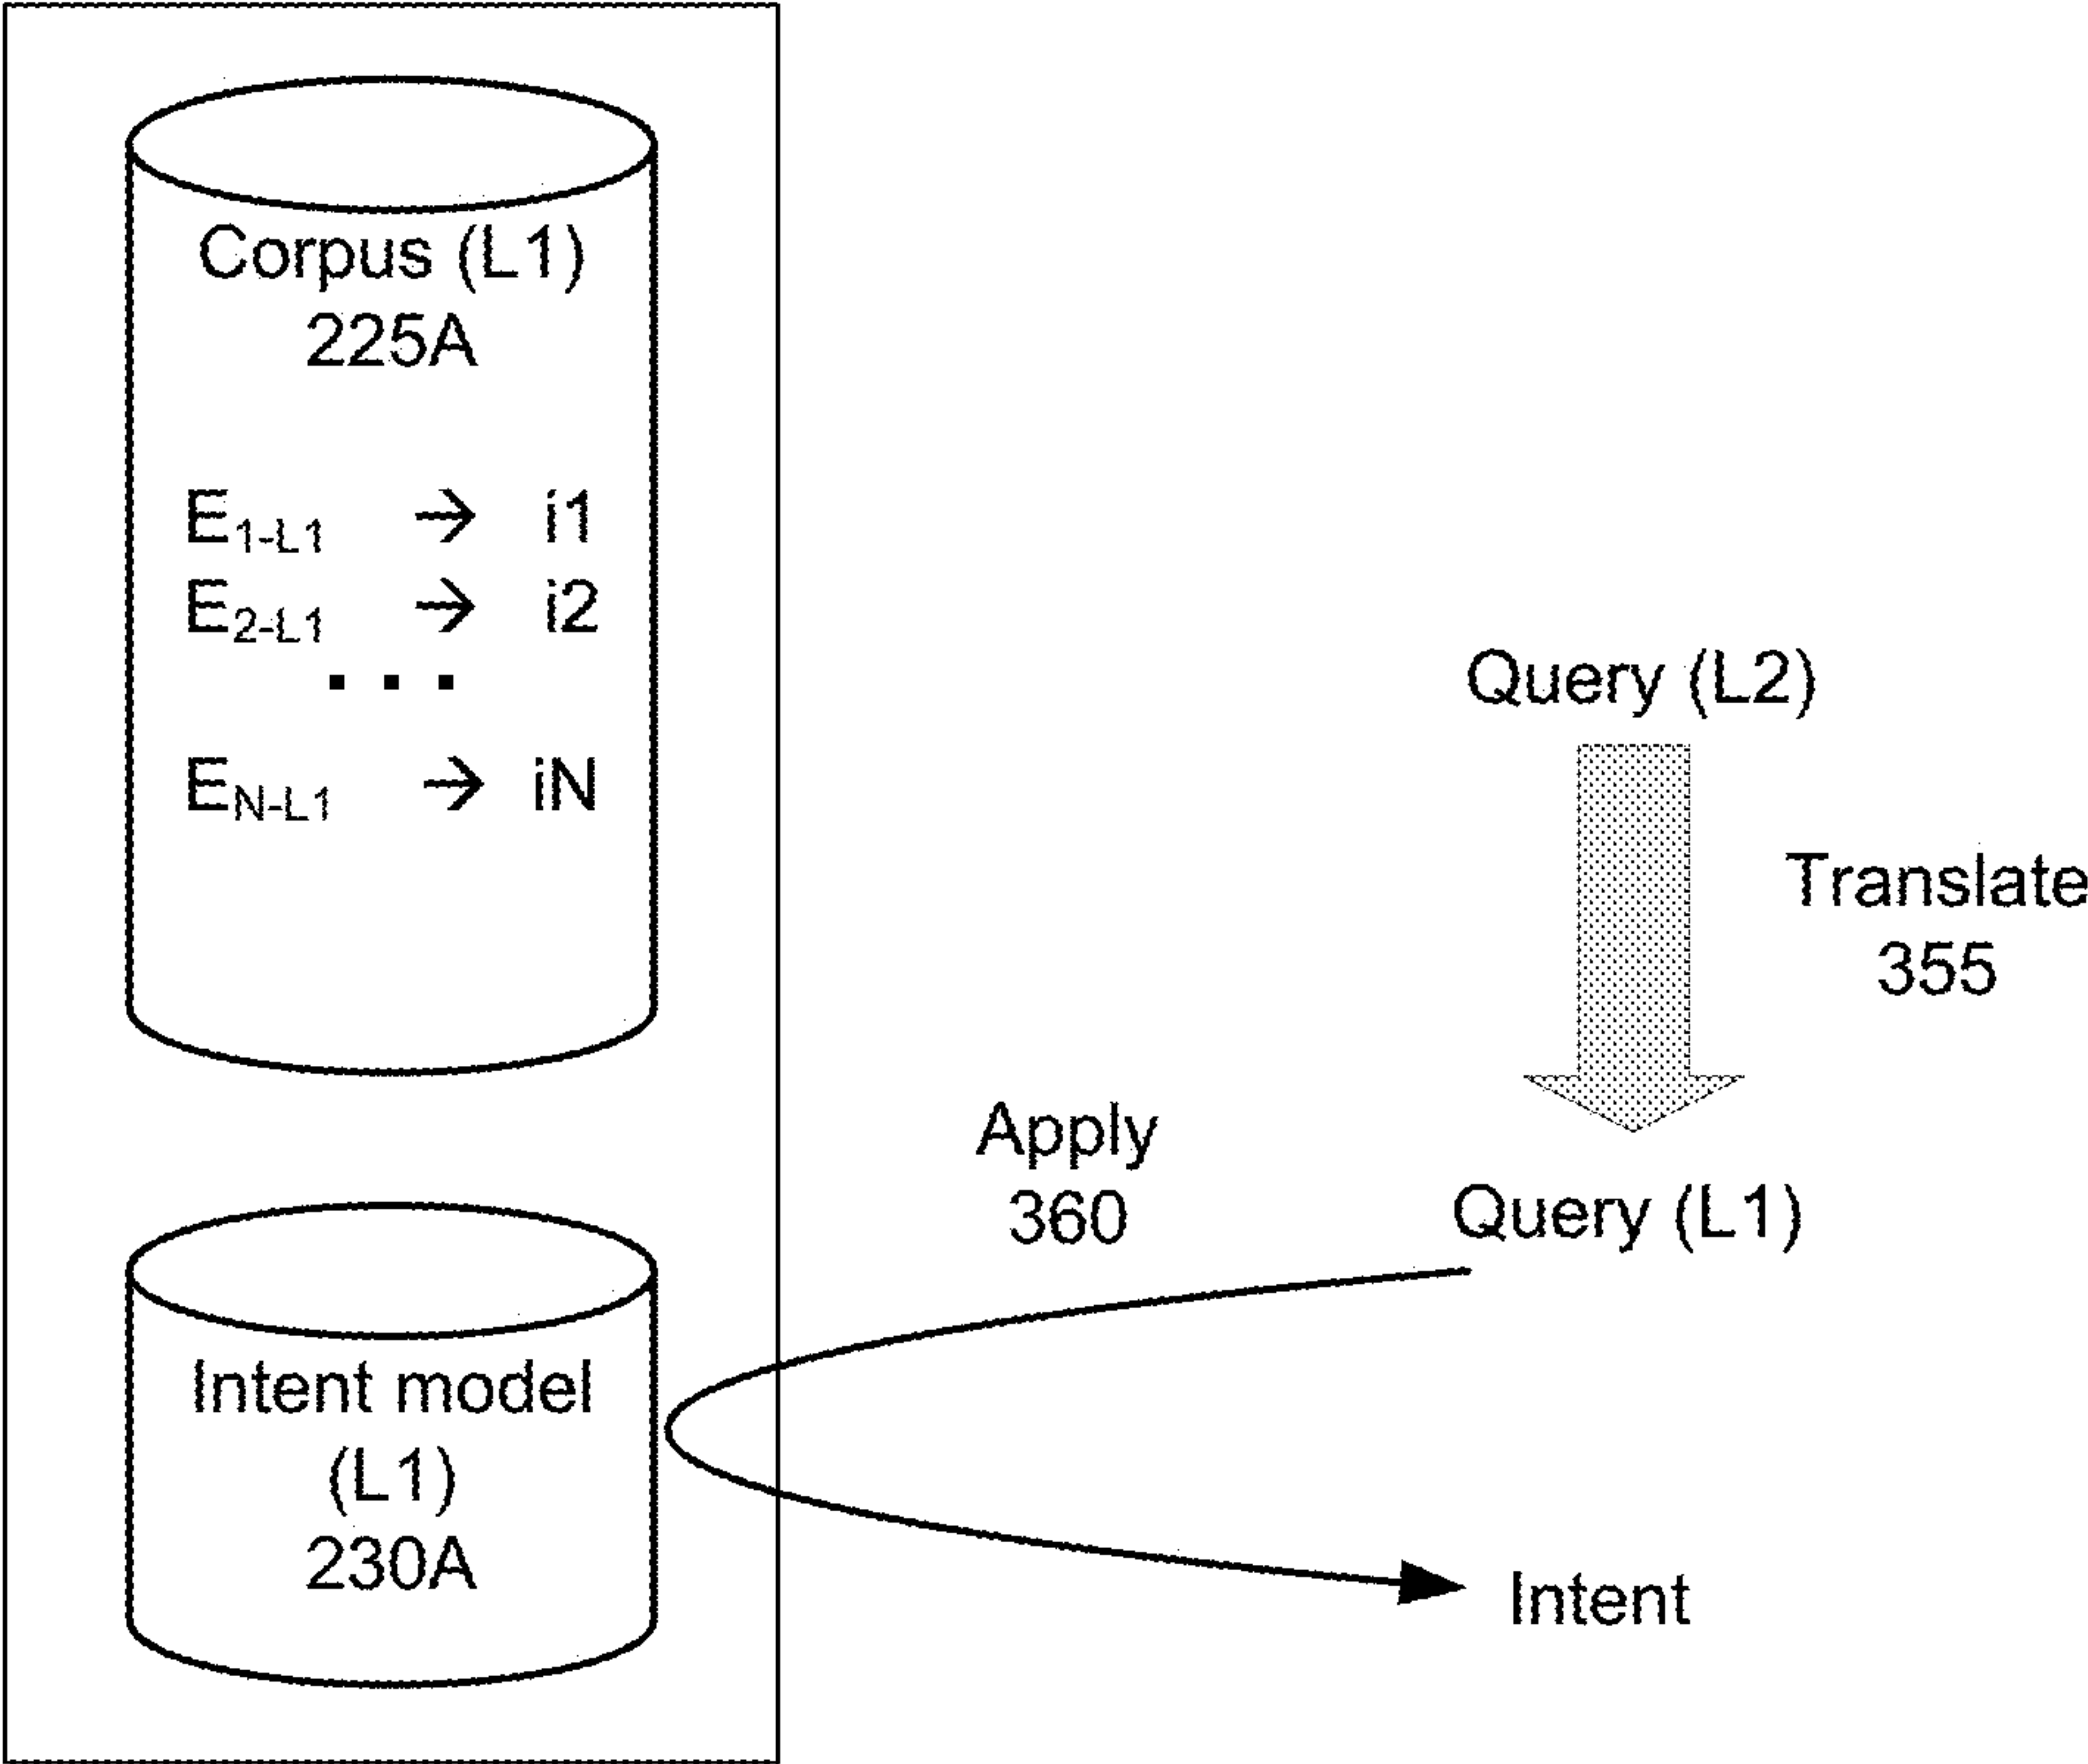 Corpus (L1)
225A
E1-L1 → i1
E2-L1 → i2
. . .
EN-L1 → iN
Query (L2)
Translate
355
Apply
360
Query (L1)
Intent model
(L1)
230A
Intent